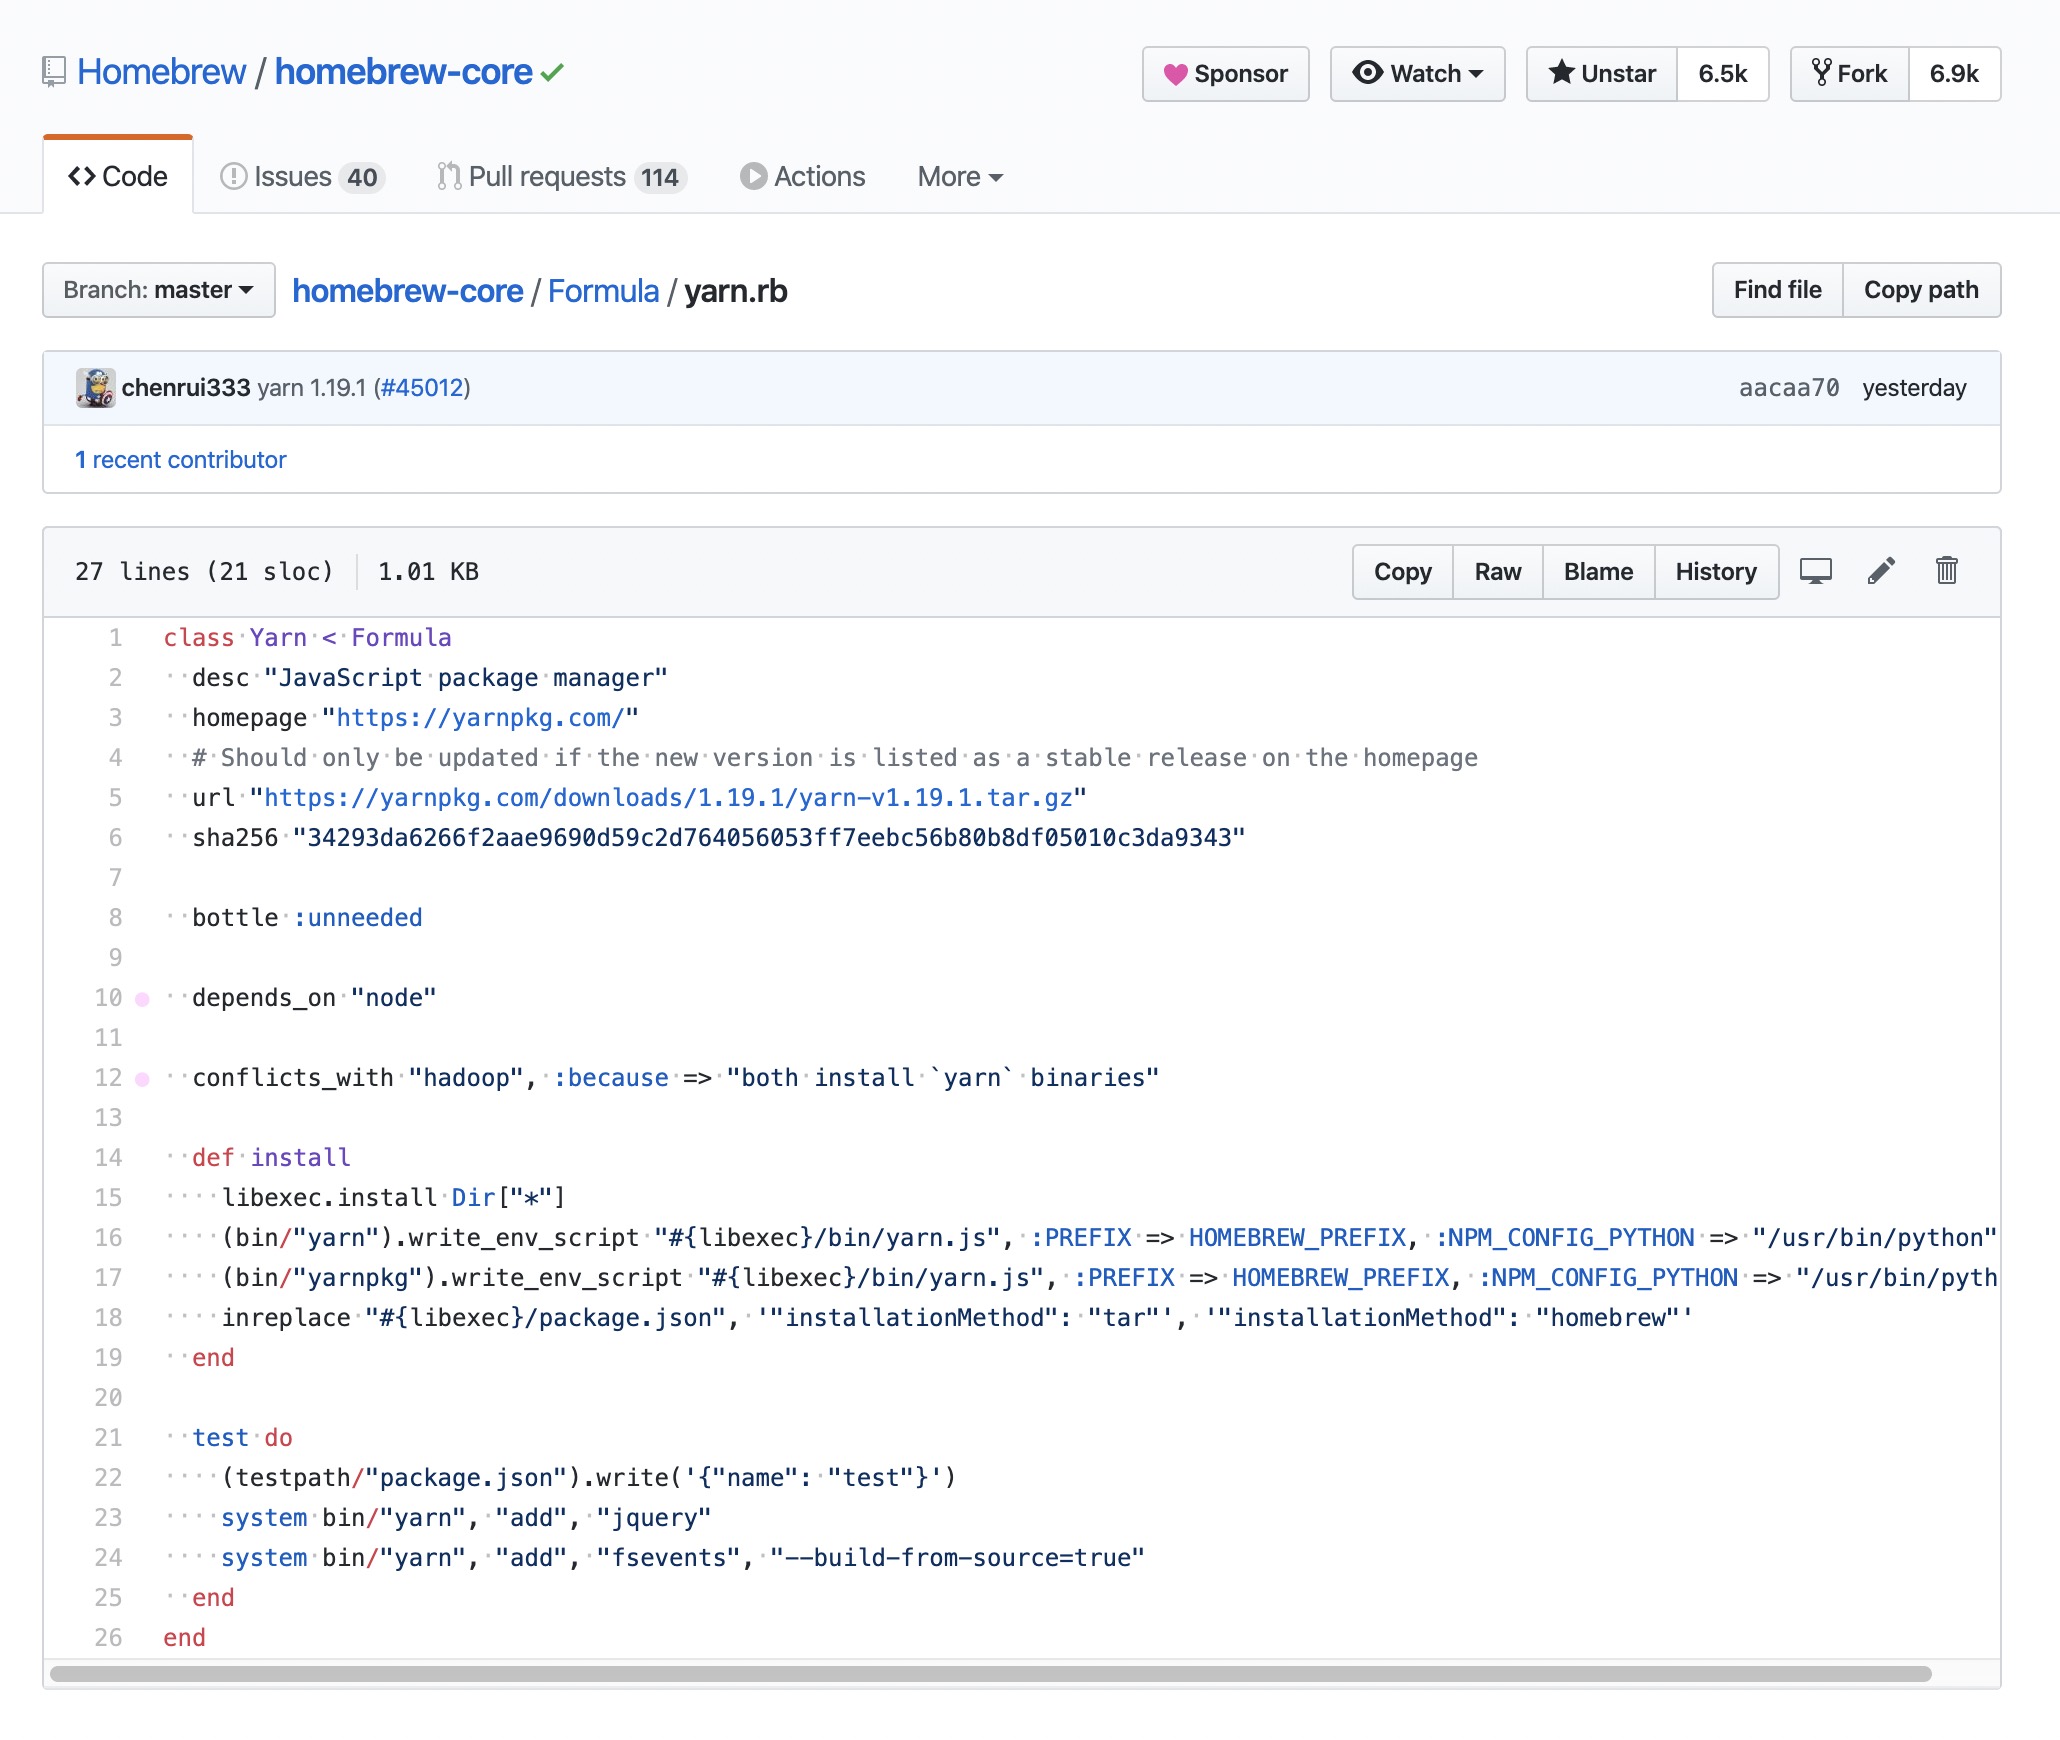 Homebrew / homebrew-core
Sponsor
Watch
Unstar 6.5k
Fork 6.9k
Code
Issues 40
Pull requests 114
Actions
More
Branch: master
homebrew-core / Formula / yarn.rb
Find file
Copy path
chenrui333 yarn 1.19.1 (#45012)
aacaa70 yesterday
1 recent contributor
27 lines (21 sloc) 1.01 KB
Copy
Raw
Blame
History
1 class Yarn < Formula
2   desc "JavaScript package manager"
3   homepage "https://yarnpkg.com/"
4   # Should only be updated if the new version is listed as a stable release on the homepage
5   url "https://yarnpkg.com/downloads/1.19.1/yarn-v1.19.1.tar.gz"
6   sha256 "34293da6266f2aae9690d59c2d764056053ff7eebc56b80b8df05010c3da9343"
7
8   bottle :unneeded
9
10   depends_on "node"
11
12   conflicts_with "hadoop", :because => "both install `yarn` binaries"
13
14   def install
15     libexec.install Dir["*"]
16     (bin/"yarn").write_env_script "#{libexec}/bin/yarn.js", :PREFIX => HOMEBREW_PREFIX, :NPM_CONFIG_PYTHON => "/usr/bin/python"
17     (bin/"yarnpkg").write_env_script "#{libexec}/bin/yarn.js", :PREFIX => HOMEBREW_PREFIX, :NPM_CONFIG_PYTHON => "/usr/bin/pyth
18     inreplace "#{libexec}/package.json", '"installationMethod": "tar"', '"installationMethod": "homebrew"'
19   end
20
21   test do
22     (testpath/"package.json").write('{"name": "test"}')
23     system bin/"yarn", "add", "jquery"
24     system bin/"yarn", "add", "fsevents", "--build-from-source=true"
25   end
26 end